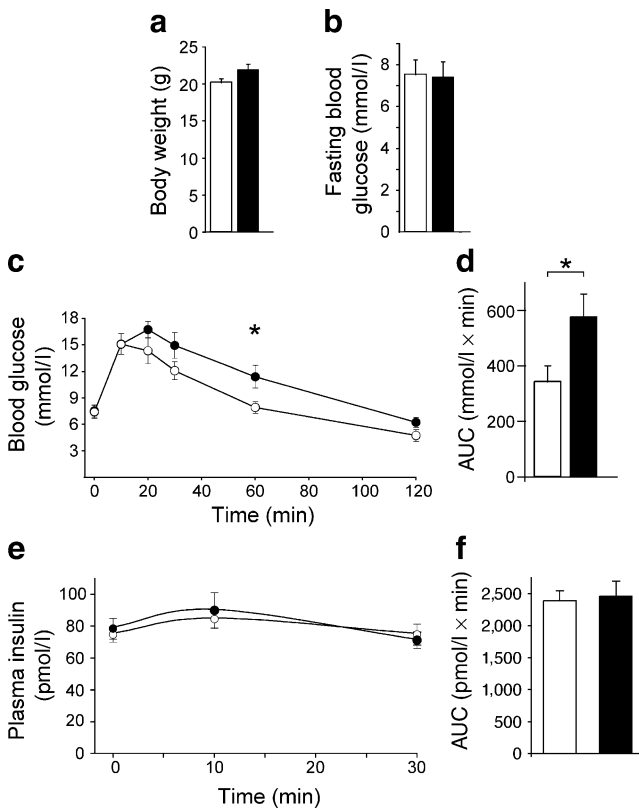 a
Body weight (g)
25
20
15
10
5
0
b
Fasting blood
glucose (mmol/l)
8
6
4
2
0
c
Blood glucose
(mmol/l)
18
15
12
9
6
3
*
0 20 40 60 80 100 120
Time (min)
d
AUC (mmol/l × min)
600
400
200
0
*
e
Plasma insulin
(pmol/l)
100
80
60
40
20
0
0 10 20 30
Time (min)
f
AUC (pmol/l × min)
2,500
2,000
1,500
1,000
500
0